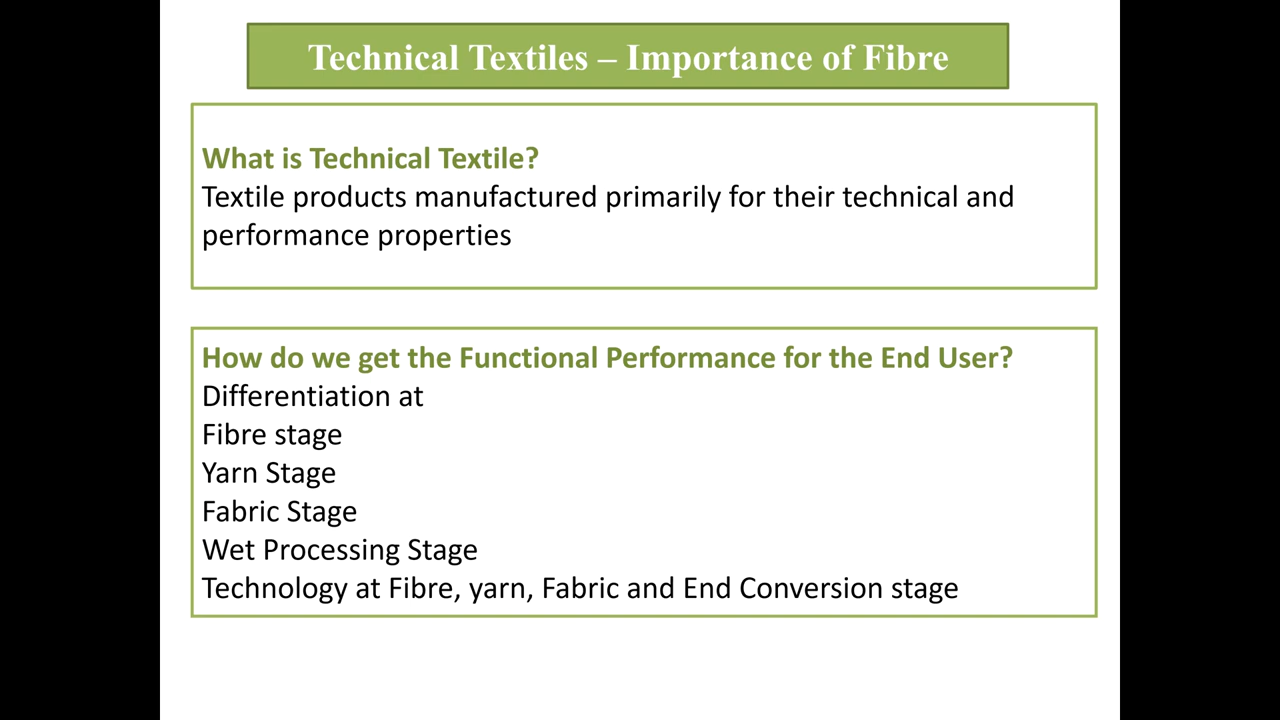 Technical Textiles – Importance of Fibre
What is Technical Textile?
Textile products manufactured primarily for their technical and
performance properties
How do we get the Functional Performance for the End User?
Differentiation at
Fibre stage
Yarn Stage
Fabric Stage
Wet Processing Stage
Technology at Fibre, yarn, Fabric and End Conversion stage